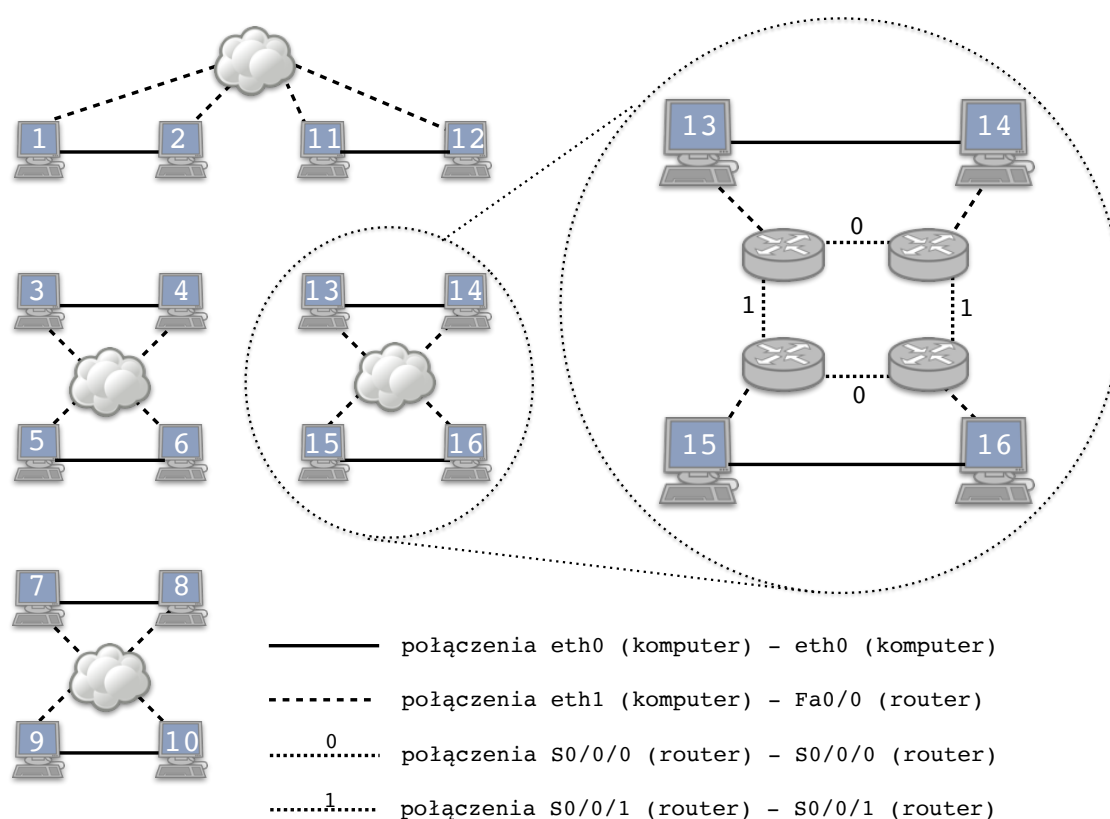 1 2 11 12
13 14
0
1 1
0
15 16
3 4 13 14
5 6 15 16
7 8
9 10
połączenia eth0 (komputer) – eth0 (komputer)
połączenia eth1 (komputer) – Fa0/0 (router)
0 połączenia S0/0/0 (router) – S0/0/0 (router)
1 połączenia S0/0/1 (router) – S0/0/1 (router)